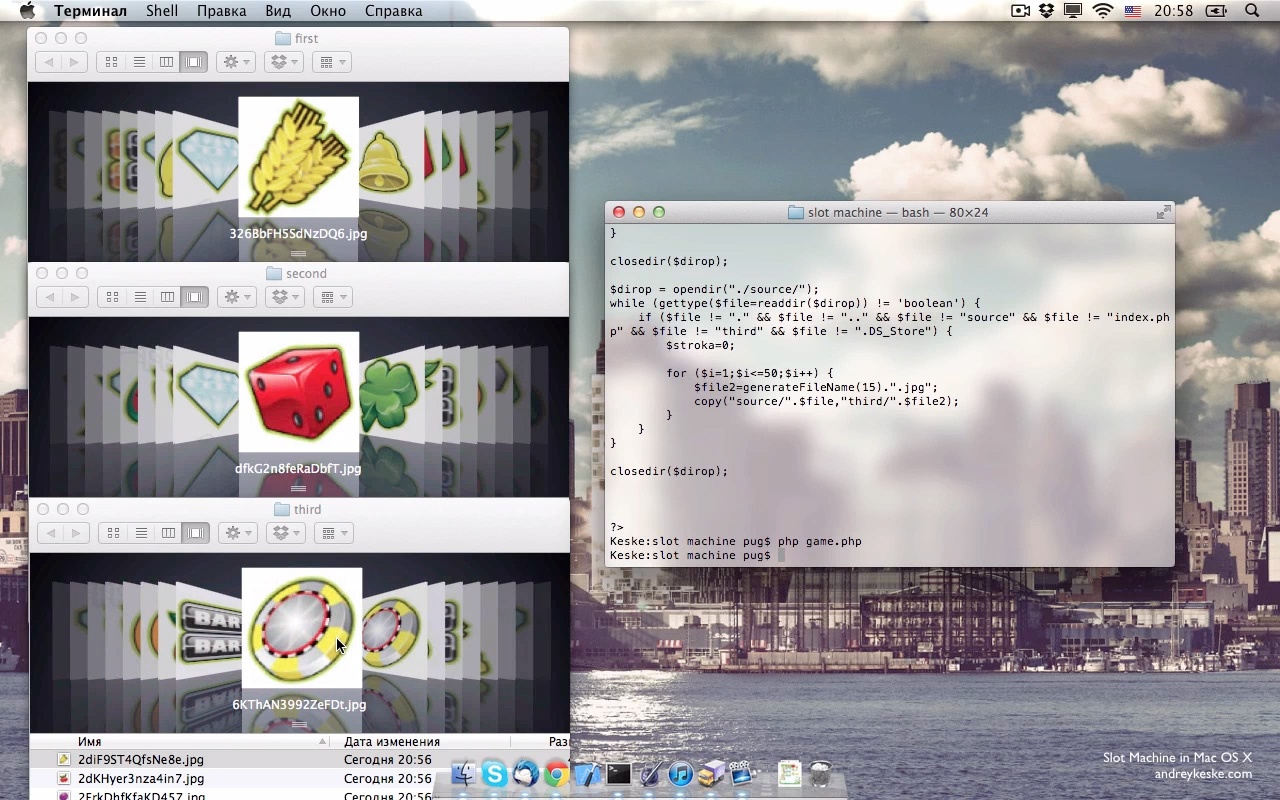 Терминал Shell Правка Вид Окно Справка 20:58
first
326BbFH5SdNzDQ6.jpg
second
dfkG2n8feRaDbfT.jpg
third
6KThAN3992ZeFDt.jpg
BAR
BAR
Имя Дата изменения Раз
2diF9ST4QfsNe8e.jpg Сегодня 20:56
2dKHyer3nza4in7.jpg Сегодня 20:56
2FrkDhfKfaKD457.jpg Сегодня 20:56
slot machine — bash — 80×24
}
closedir($dirop);
$dirop = opendir("./source/");
while (gettype($file=readdir($dirop)) != 'boolean') {
if ($file != "." && $file != ".." && $file != "source" && $file != "index.ph
p" && $file != "third" && $file != ".DS_Store") {
$stroka=0;
for ($i=1;$i<=50;$i++) {
$file2=generateFileName(15).".jpg";
copy("source/".$file,"third/".$file2);
}
}
}
closedir($dirop);
?>
Keske:slot machine pug$ php game.php
Keske:slot machine pug$
Slot Machine in Mac OS X
andreykeske.com